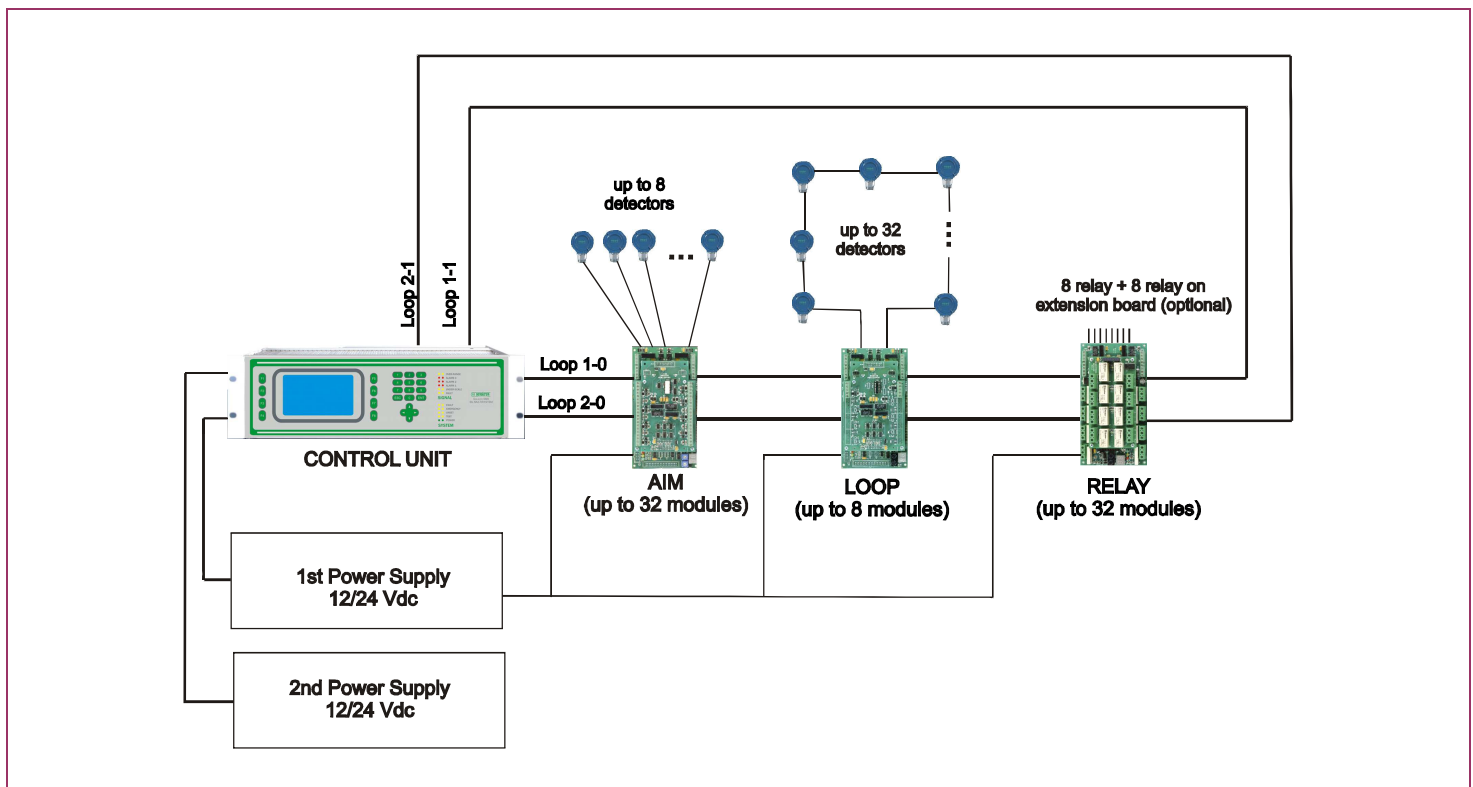 up to 8
detectors
up to 32
detectors
8 relay + 8 relay on
extension board (optional)
Loop 2-1
Loop 1-1
Loop 1-0
Loop 2-0
SIGNAL
SYSTEM
CONTROL UNIT
AIM
(up to 32 modules)
LOOP
(up to 8 modules)
RELAY
(up to 32 modules)
1st Power Supply
12/24 Vdc
2nd Power Supply
12/24 Vdc